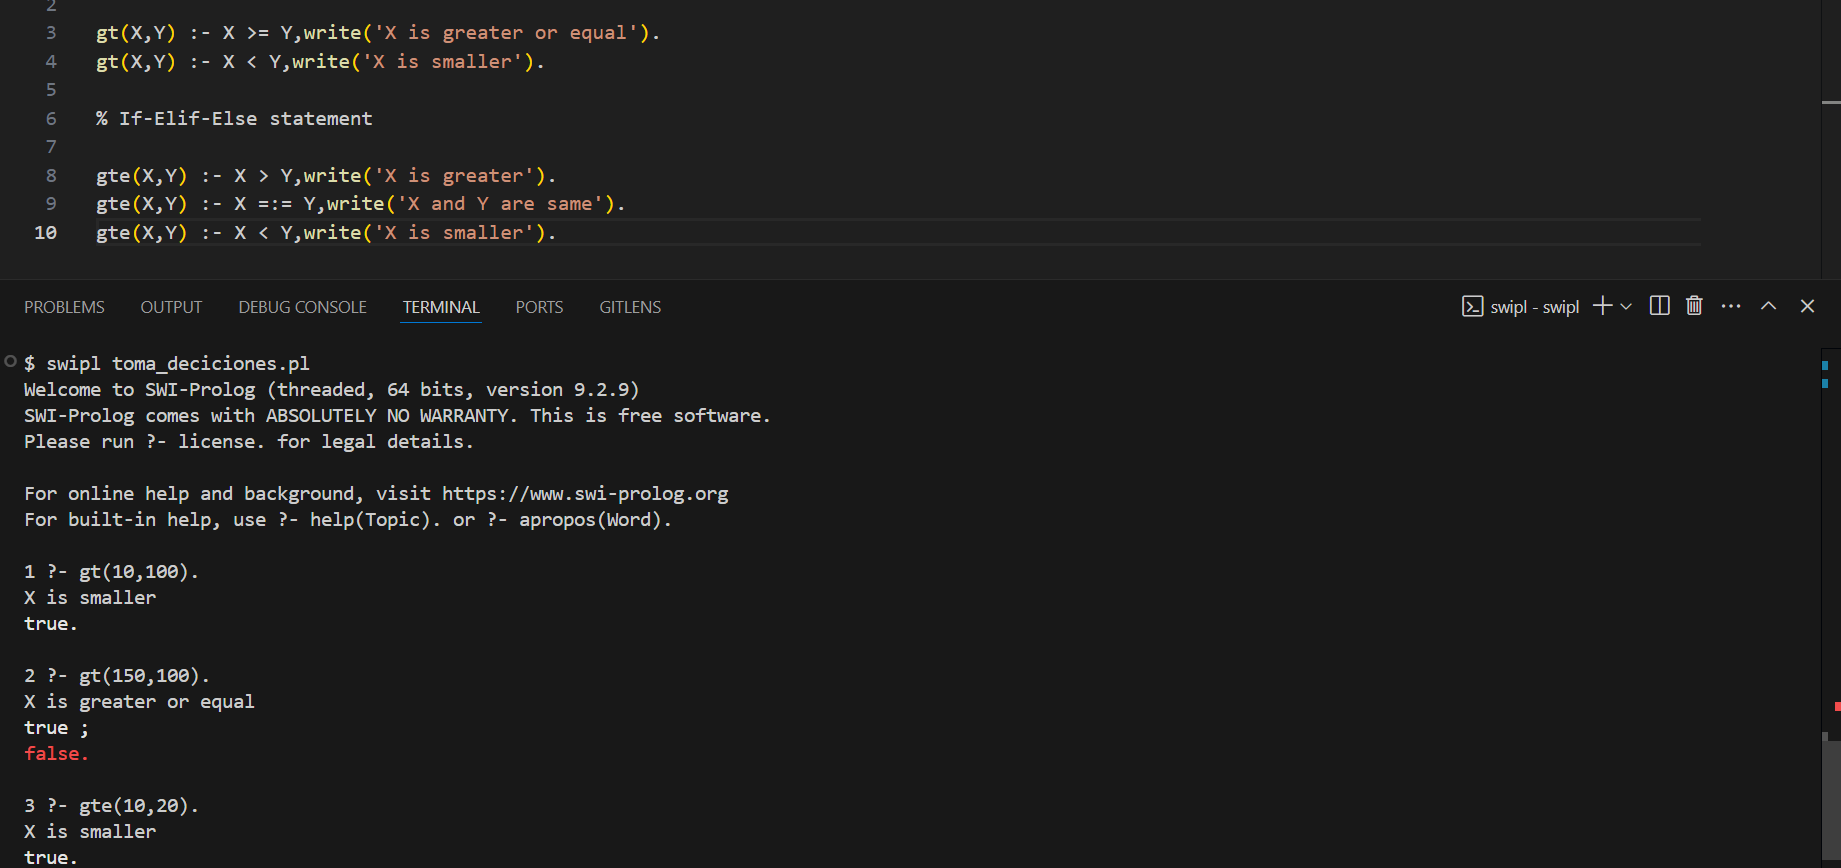 2
3 gt(X,Y) :- X >= Y,write('X is greater or equal').
4 gt(X,Y) :- X < Y,write('X is smaller').
5
6 % If-Elif-Else statement
7
8 gte(X,Y) :- X > Y,write('X is greater').
9 gte(X,Y) :- X =:= Y,write('X and Y are same').
10 gte(X,Y) :- X < Y,write('X is smaller').
PROBLEMS OUTPUT DEBUG CONSOLE TERMINAL PORTS GITLENS swipl - swipl
$ swipl toma_deciciones.pl
Welcome to SWI-Prolog (threaded, 64 bits, version 9.2.9)
SWI-Prolog comes with ABSOLUTELY NO WARRANTY. This is free software.
Please run ?- license. for legal details.
For online help and background, visit https://www.swi-prolog.org
For built-in help, use ?- help(Topic). or ?- apropos(Word).
1 ?- gt(10,100).
X is smaller
true.
2 ?- gt(150,100).
X is greater or equal
true ;
false.
3 ?- gte(10,20).
X is smaller
true.